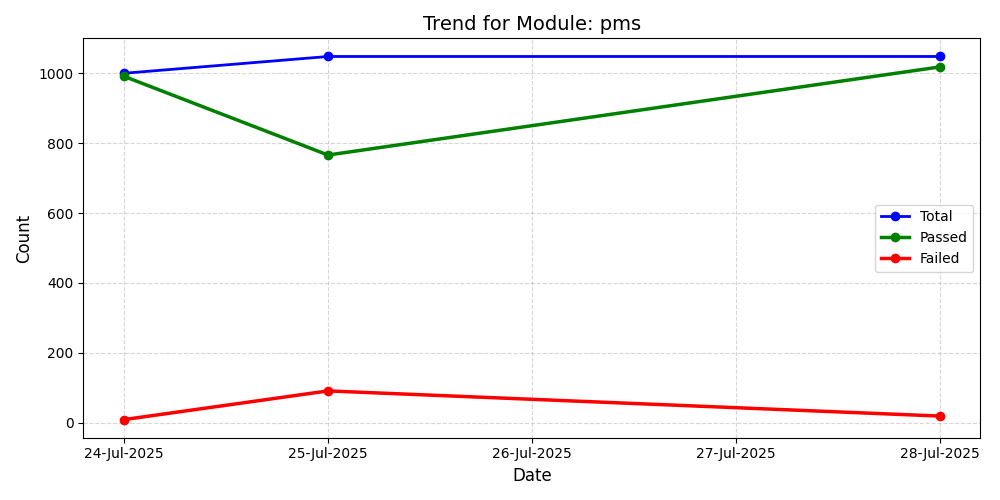 Trend for Module: pms
Count
1000
800
600
400
200
0
Total
Passed
Failed
24-Jul-2025 25-Jul-2025 26-Jul-2025 27-Jul-2025 28-Jul-2025
Date